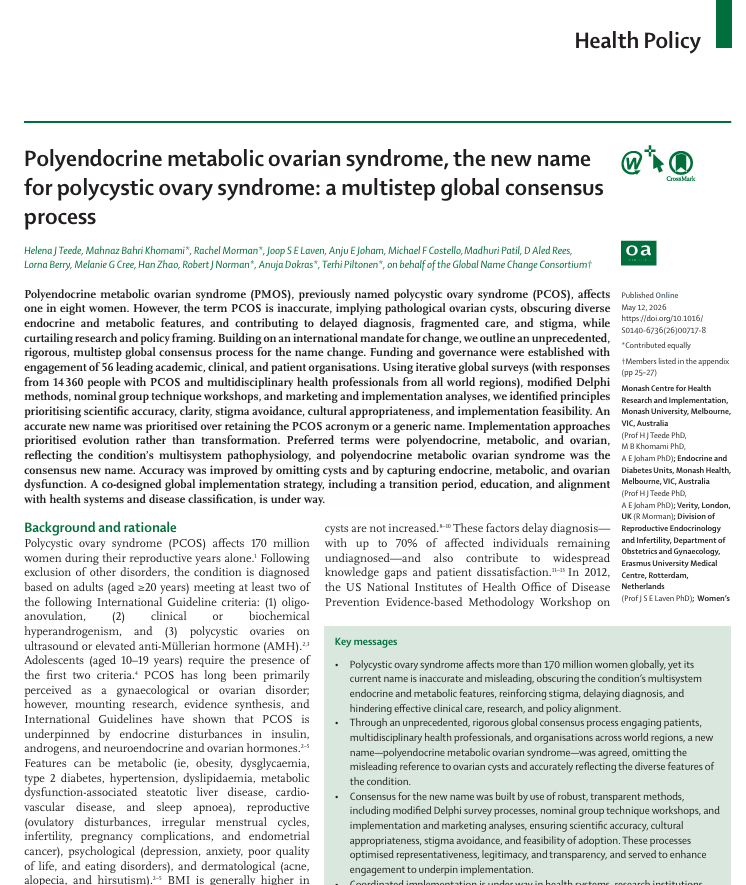 Health Policy
Polyendocrine metabolic ovarian syndrome, the new name
for polycystic ovary syndrome: a multistep global consensus
process
CrossMark
oa
Helena J Teede, Mahnaz Bahri Khomami*, Rachel Morman*, Joop S E Laven, Anju E Joham, Michael F Costello, Madhuri Patil, D Aled Rees,
Lorna Berry, Melanie G Cree, Han Zhao, Robert J Norman*, Anuja Dokras*, Terhi Piltonen*, on behalf of the Global Name Change Consortium†
Polyendocrine metabolic ovarian syndrome (PMOS), previously named polycystic ovary syndrome (PCOS), affects
one in eight women. However, the term PCOS is inaccurate, implying pathological ovarian cysts, obscuring diverse
endocrine and metabolic features, and contributing to delayed diagnosis, fragmented care, and stigma, while
curtailing research and policy framing. Building on an international mandate for change, we outline an unprecedented,
rigorous, multistep global consensus process for the name change. Funding and governance were established with
engagement of 56 leading academic, clinical, and patient organisations. Using iterative global surveys (with responses
from 14 360 people with PCOS and multidisciplinary health professionals from all world regions), modified Delphi
methods, nominal group technique workshops, and marketing and implementation analyses, we identified principles
prioritising scientific accuracy, clarity, stigma avoidance, cultural appropriateness, and implementation feasibility. An
accurate new name was prioritised over retaining the PCOS acronym or a generic name. Implementation approaches
prioritised evolution rather than transformation. Preferred terms were polyendocrine, metabolic, and ovarian,
reflecting the condition's multisystem pathophysiology, and polyendocrine metabolic ovarian syndrome was the
consensus new name. Accuracy was improved by omitting cysts and by capturing endocrine, metabolic, and ovarian
dysfunction. A co-designed global implementation strategy, including a transition period, education, and alignment
with health systems and disease classification, is under way.
Background and rationale
Polycystic ovary syndrome (PCOS) affects 170 million
women during their reproductive years alone.1 Following
exclusion of other disorders, the condition is diagnosed
based on adults (aged ≥20 years) meeting at least two of
the following International Guideline criteria: (1) oligo-
anovulation, (2) clinical or biochemical
hyperandrogenism, and (3) polycystic ovaries on
ultrasound or elevated anti-Müllerian hormone (AMH).2,3
Adolescents (aged 10–19 years) require the presence of
the first two criteria.4 PCOS has long been primarily
perceived as a gynaecological or ovarian disorder;
however, mounting research, evidence synthesis, and
International Guidelines have shown that PCOS is
underpinned by endocrine disturbances in insulin,
androgens, and neuroendocrine and ovarian hormones.2–5
Features can be metabolic (ie, obesity, dysglycaemia,
type 2 diabetes, hypertension, dyslipidaemia, metabolic
dysfunction-associated steatotic liver disease, cardio-
vascular disease, and sleep apnoea), reproductive
(ovulatory disturbances, irregular menstrual cycles,
infertility, pregnancy complications, and endometrial
cancer), psychological (depression, anxiety, poor quality
of life, and eating disorders), and dermatological (acne,
alopecia, and hirsutism).2–5 BMI is generally higher in
cysts are not increased.8–10 These factors delay diagnosis—
with up to 70% of affected individuals remaining
undiagnosed—and also contribute to widespread
knowledge gaps and patient dissatisfaction.11–13 In 2012,
the US National Institutes of Health Office of Disease
Prevention Evidence-based Methodology Workshop on
Key messages
• Polycystic ovary syndrome affects more than 170 million women globally, yet its
current name is inaccurate and misleading, obscuring the condition's multisystem
endocrine and metabolic features, reinforcing stigma, delaying diagnosis, and
hindering effective clinical care, research, and policy alignment.
• Through an unprecedented, rigorous global consensus process engaging patients,
multidisciplinary health professionals, and organisations across world regions, a new
name—polyendocrine metabolic ovarian syndrome—was agreed, omitting the
misleading reference to ovarian cysts and accurately reflecting the diverse features of
the condition.
• Consensus for the new name was built by use of robust, transparent methods,
including modified Delphi survey processes, nominal group technique workshops, and
implementation and marketing analyses, ensuring scientific accuracy, cultural
appropriateness, stigma avoidance, and feasibility of adoption. These processes
optimised representativeness, legitimacy, and transparency, and served to enhance
engagement to underpin implementation.
• Coordinated implementation is under way in health systems, research institutions,
Published Online
May 12, 2026
https://doi.org/10.1016/
S0140-6736(26)00717-8
*Contributed equally
†Members listed in the appendix
(pp 25–27)
Monash Centre for Health
Research and Implementation,
Monash University, Melbourne,
VIC, Australia
(Prof H J Teede PhD,
M B Khomami PhD,
A E Joham PhD); Endocrine and
Diabetes Units, Monash Health,
Melbourne, VIC, Australia
(Prof H J Teede PhD,
A E Joham PhD); Verity, London,
UK (R Morman); Division of
Reproductive Endocrinology
and Infertility, Department of
Obstetrics and Gynaecology,
Erasmus University Medical
Centre, Rotterdam,
Netherlands
(Prof J S E Laven PhD); Women's